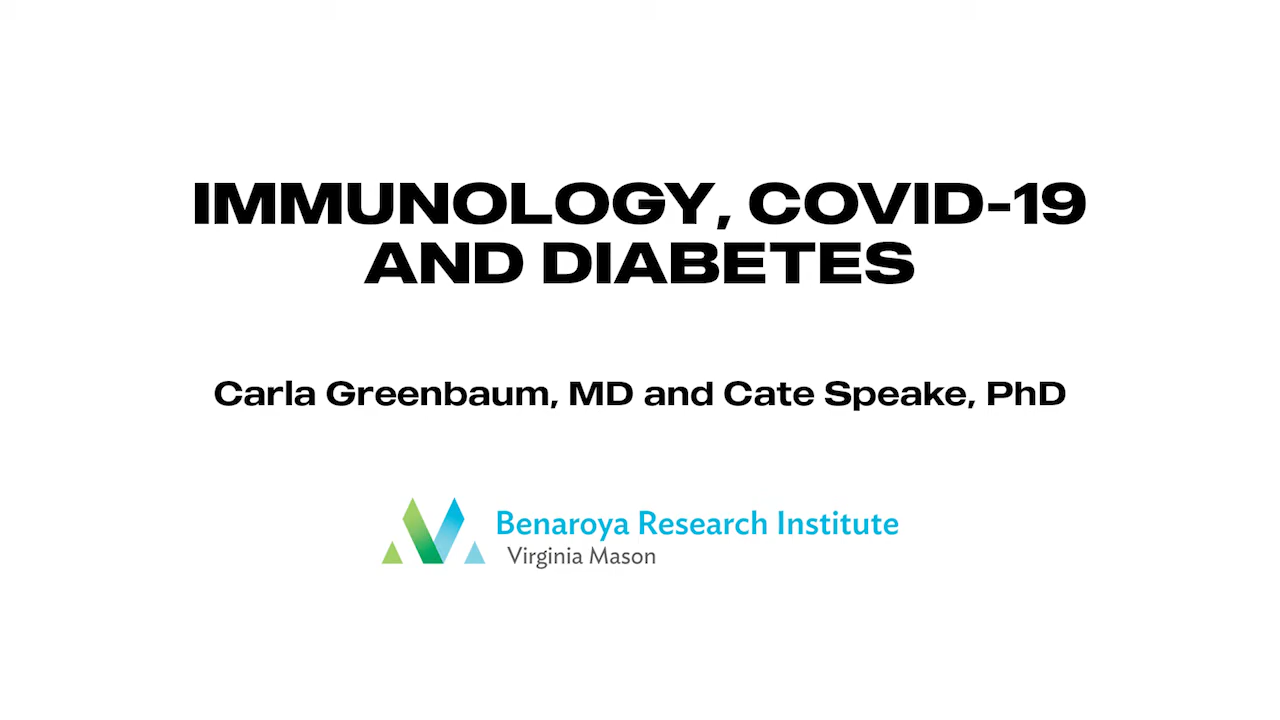 IMMUNOLOGY, COVID-19
AND DIABETES
Carla Greenbaum, MD and Cate Speake, PhD
Benaroya Research Institute
Virginia Mason